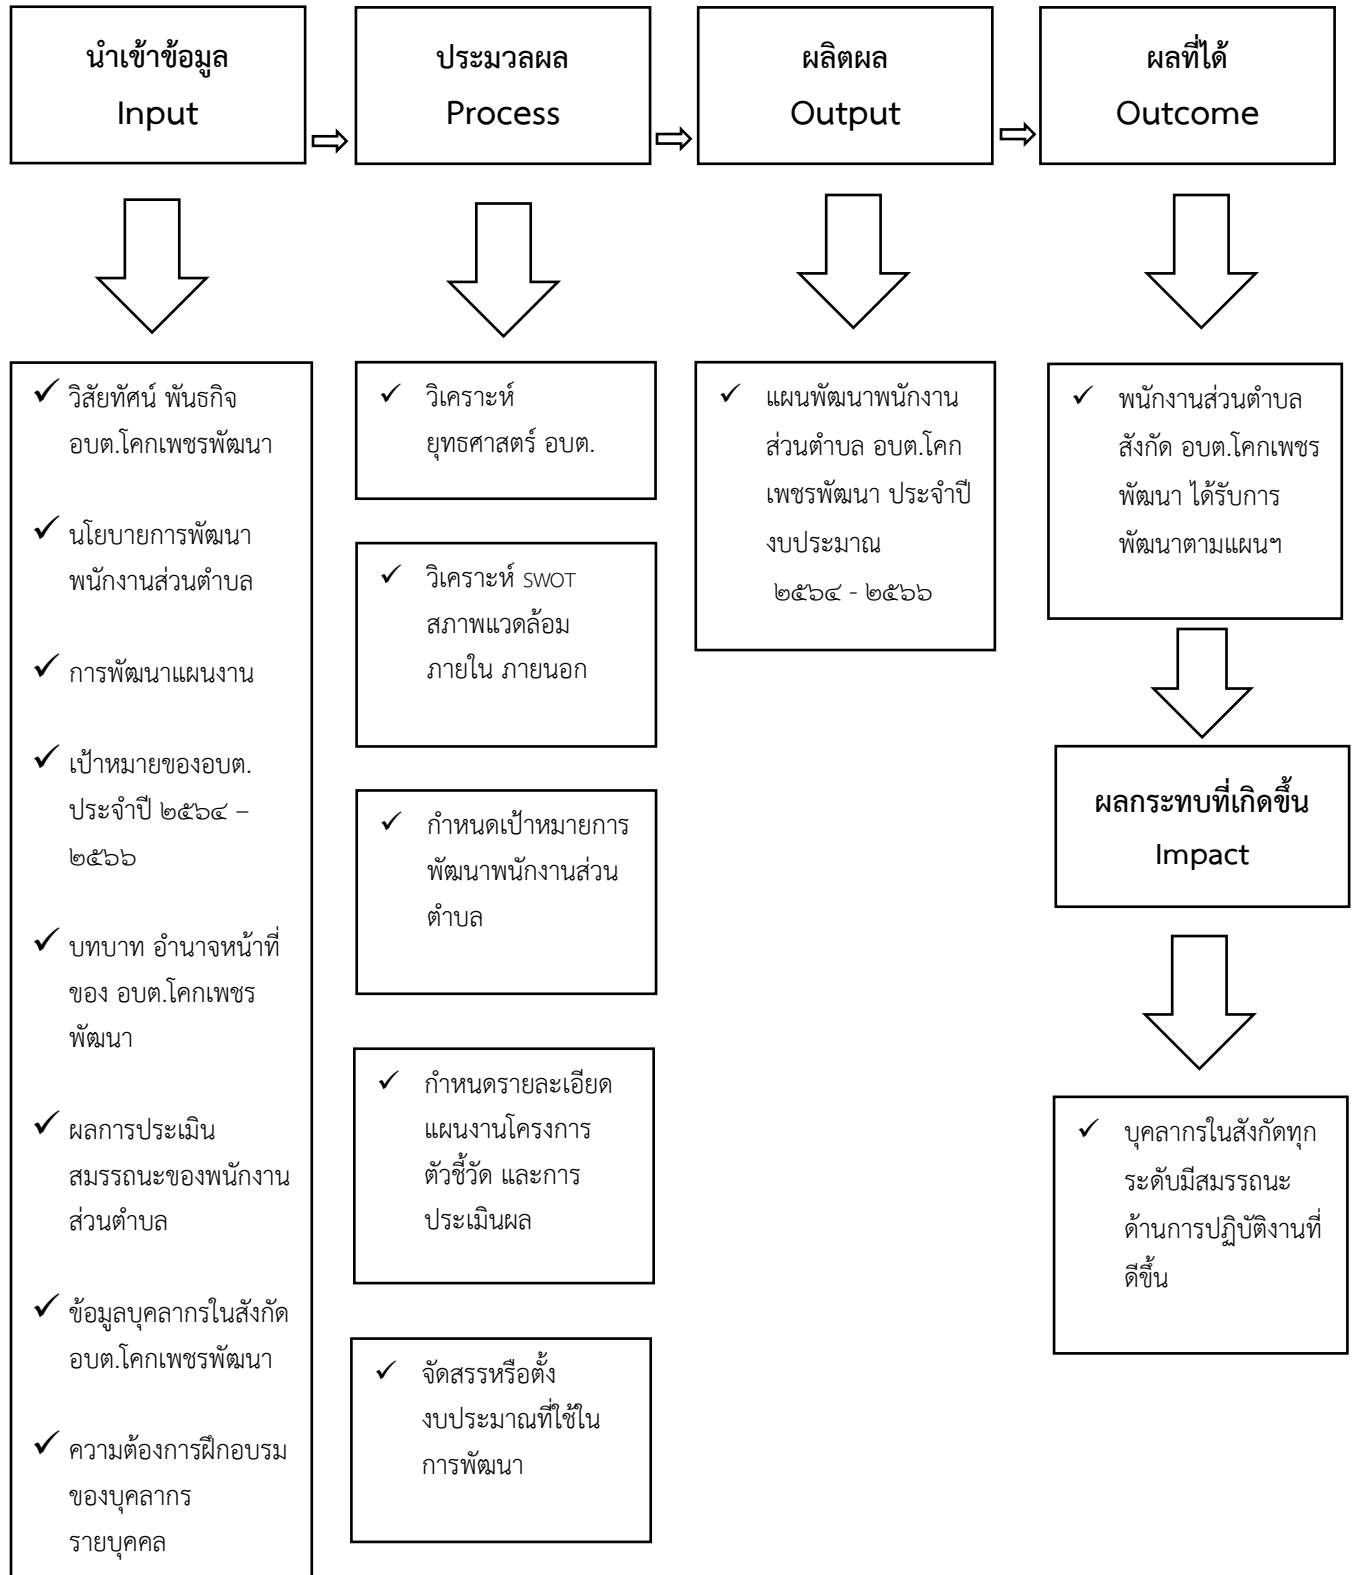 นำเข้าข้อมูล
Input
ประมวลผล
Process
ผลิตผล
Output
ผลที่ได้
Outcome
วิสัยทัศน์ พันธกิจ
อบต.โคกเพชรพัฒนา
นโยบายการพัฒนา
พนักงานส่วนตำบล
การพัฒนาแผนงาน
เป้าหมายของอบต.
ประจำปี ๒๕๖๔ –
๒๕๖๖
บทบาท อำนาจหน้าที่
ของ อบต.โคกเพชร
พัฒนา
ผลการประเมิน
สมรรถนะของพนักงาน
ส่วนตำบล
ข้อมูลบุคลากรในสังกัด
อบต.โคกเพชรพัฒนา
ความต้องการฝึกอบรม
ของบุคลากร
รายบุคคล
วิเคราะห์
ยุทธศาสตร์ อบต.
วิเคราะห์ SWOT
สภาพแวดล้อม
ภายใน ภายนอก
กำหนดเป้าหมายการ
พัฒนาพนักงานส่วน
ตำบล
กำหนดรายละเอียด
แผนงานโครงการ
ตัวชี้วัด และการ
ประเมินผล
จัดสรรหรือตั้ง
งบประมาณที่ใช้ใน
การพัฒนา
แผนพัฒนาพนักงาน
ส่วนตำบล อบต.โคก
เพชรพัฒนา ประจำปี
งบประมาณ
๒๕๖๔ - ๒๕๖๖
พนักงานส่วนตำบล
สังกัด อบต.โคกเพชร
พัฒนา ได้รับการ
พัฒนาตามแผนฯ
ผลกระทบที่เกิดขึ้น
Impact
บุคลากรในสังกัดทุก
ระดับมีสมรรถนะ
ด้านการปฏิบัติงานที่
ดีขึ้น